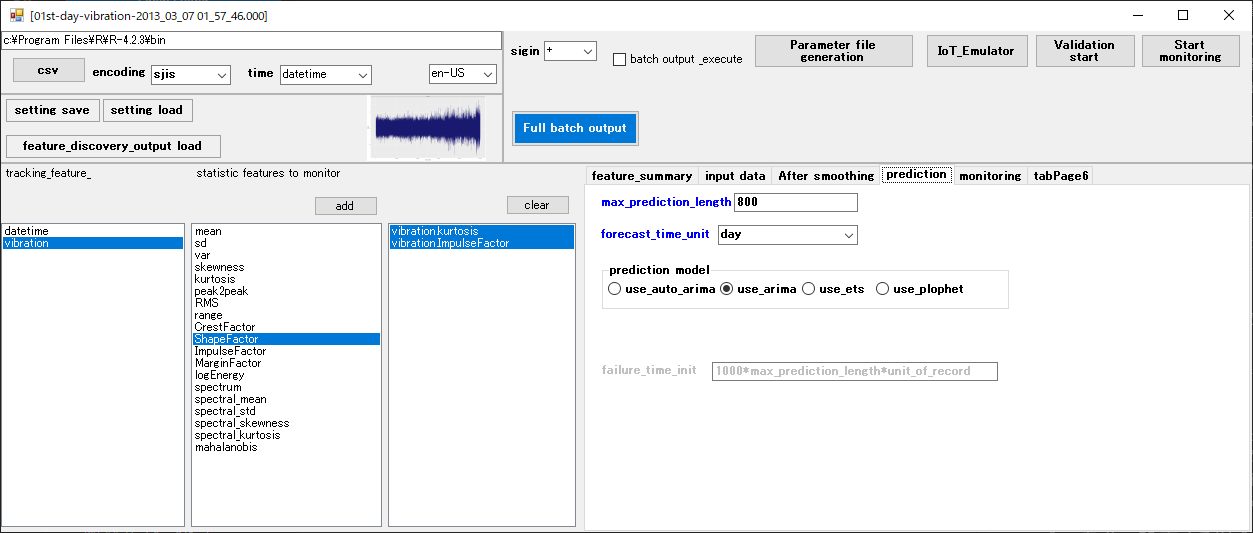 [01st-day-vibration-2013_03_07 01_57_46.000]
c:¥Program Files¥R¥R-4.2.3¥bin
csv
encoding
sjis
time
datetime
en-US
sigin
+
batch output _execute
Parameter file
generation
IoT_Emulator
Validation
start
Start
monitoring
setting save
setting load
feature_discovery_output load
Full batch output
tracking_feature_
statistic features to monitor
add
clear
datetime
vibration
mean
sd
var
skewness
kurtosis
peak2peak
RMS
range
CrestFactor
ShapeFactor
ImpulseFactor
MarginFactor
logEnergy
spectrum
spectral_mean
spectral_std
spectral_skewness
spectral_kurtosis
mahalanobis
vibration.kurtosis
vibration.ImpulseFactor
feature_summary
input data
After smoothing
prediction
monitoring
tabPage6
max_prediction_length
800
forecast_time_unit
day
prediction model
use_auto_arima
use_arima
use_ets
use_plophet
failure_time_init
1000*max_prediction_length*unit_of_record